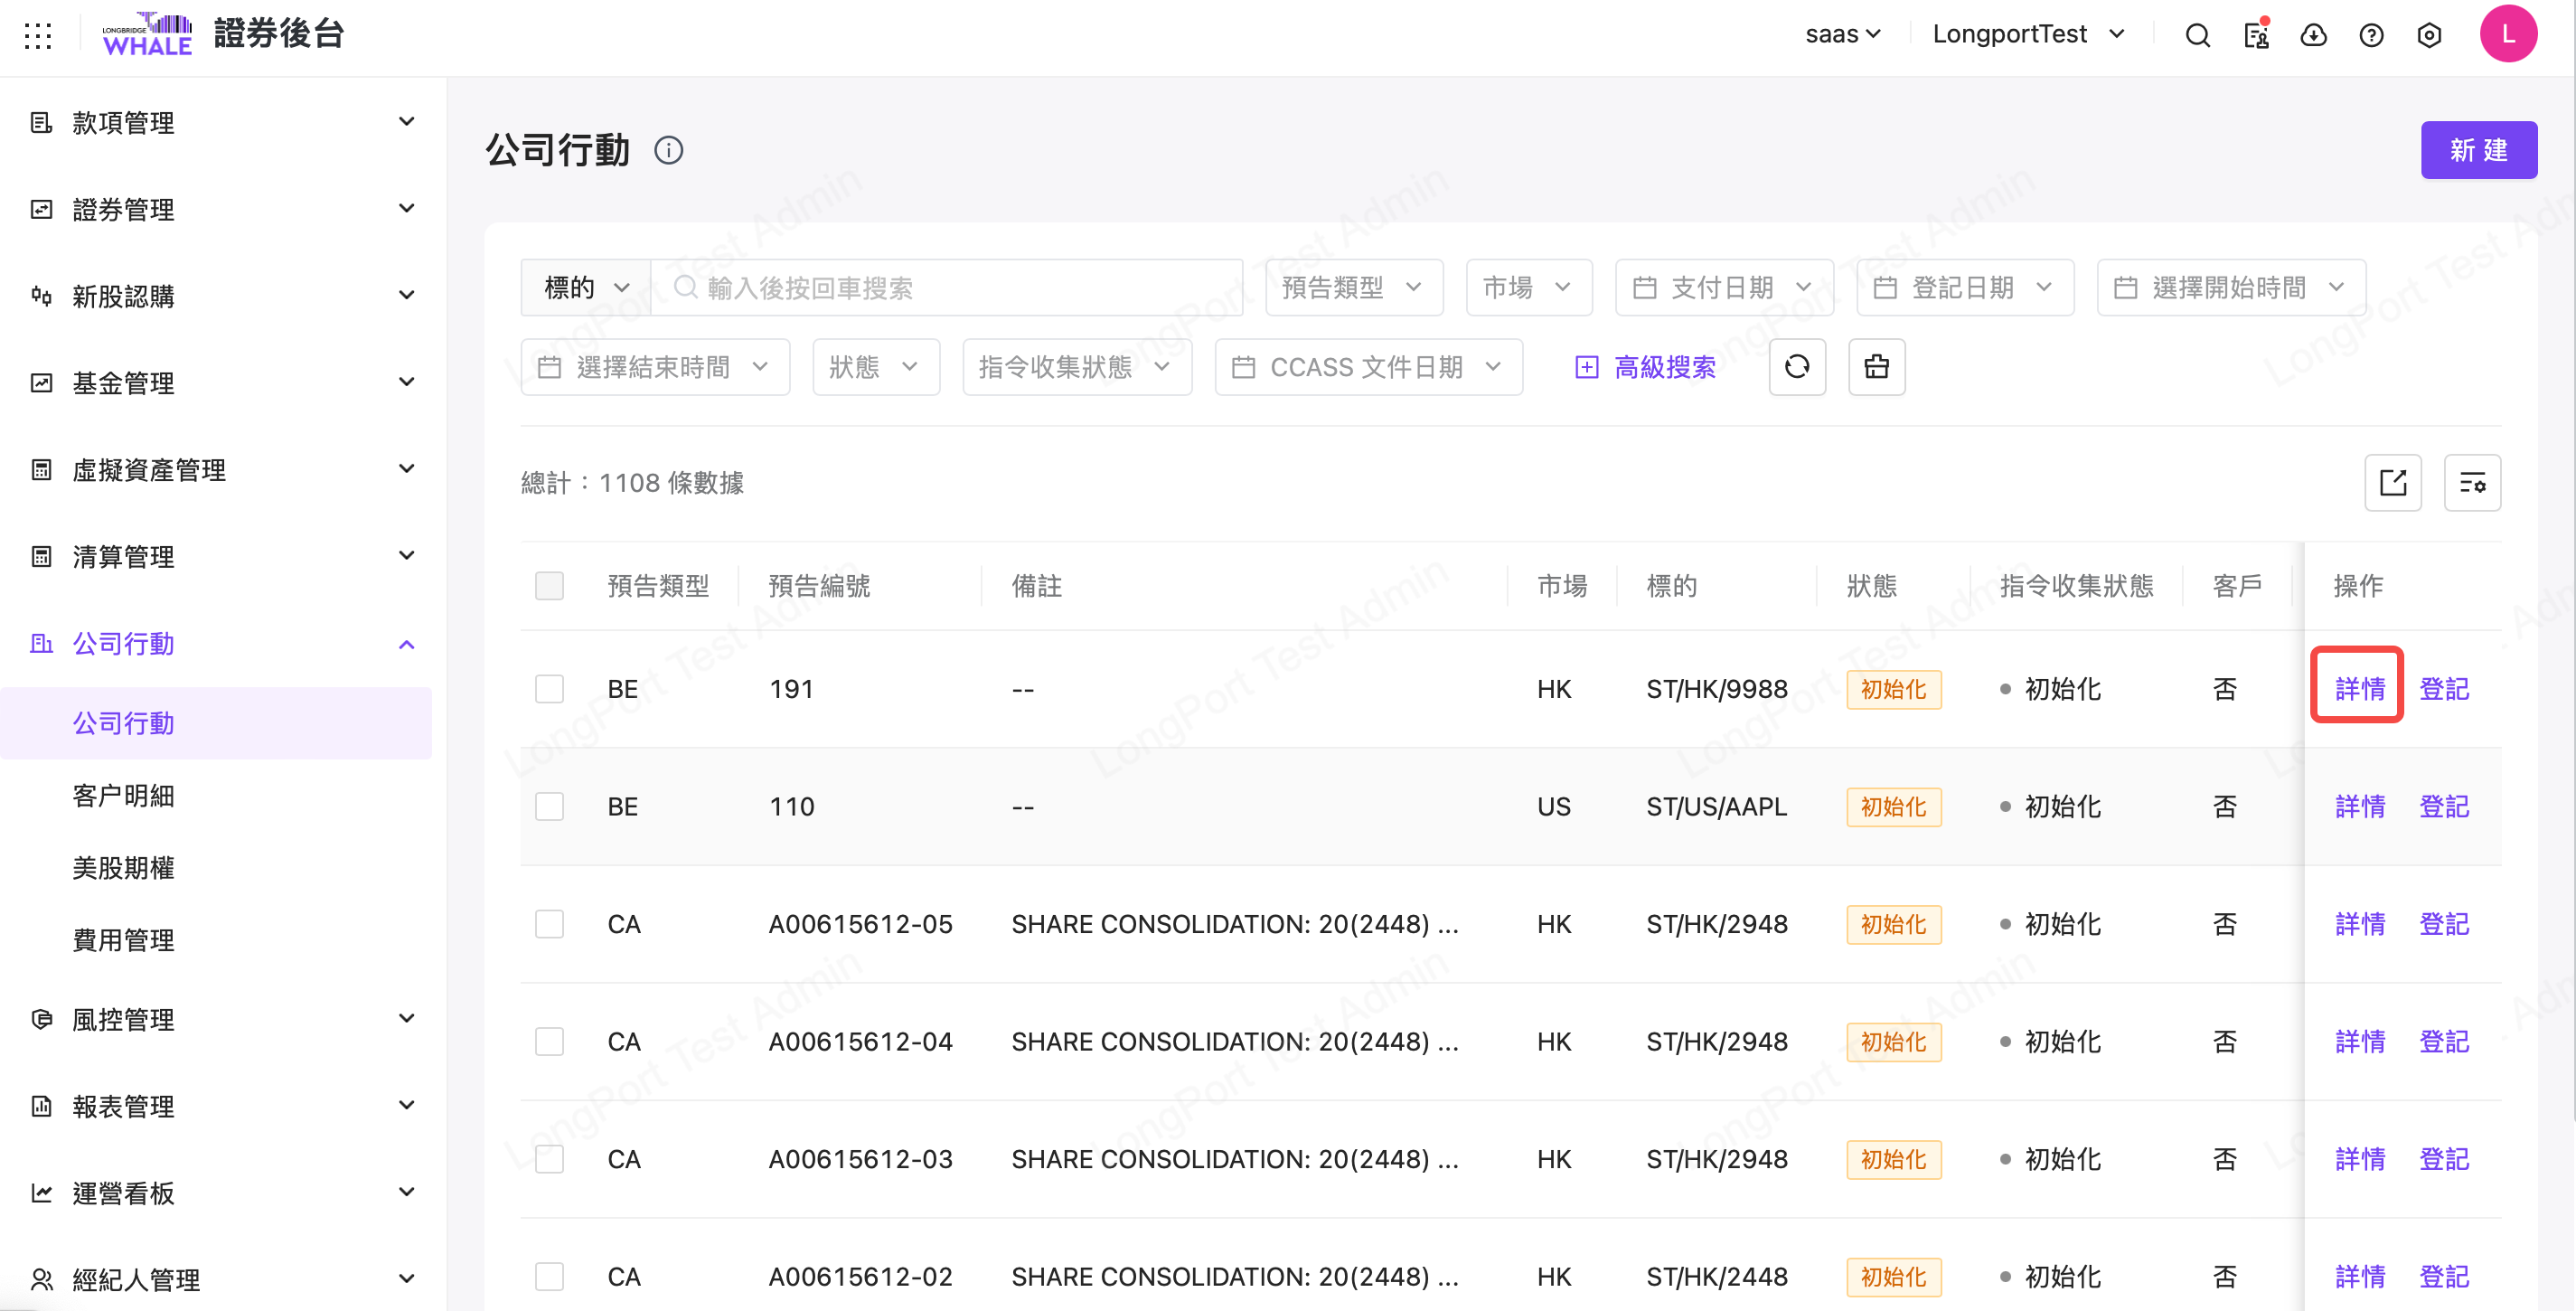 LONGBRIDGE WHALE 證券後台 saas LongportTest L
款項管理
證券管理
新股認購
基金管理
虛擬資產管理
清算管理
公司行動
公司行動
客户明細
美股期權
費用管理
風控管理
報表管理
運營看板
經紀人管理
公司行動 新 建
標的 輸入後按回車搜索 預告類型 市場 支付日期 登記日期 選擇開始時間
選擇結束時間 狀態 指令收集狀態 CCASS 文件日期 高級搜索
總計：1108 條數據
預告類型 預告編號 備註 市場 標的 狀態 指令收集狀態 客戶 操作
BE 191 -- HK ST/HK/9988 初始化 初始化 否 詳情 登記
BE 110 -- US ST/US/AAPL 初始化 初始化 否 詳情 登記
CA A00615612-05 SHARE CONSOLIDATION: 20(2448) ... HK ST/HK/2948 初始化 初始化 否 詳情 登記
CA A00615612-04 SHARE CONSOLIDATION: 20(2448) ... HK ST/HK/2948 初始化 初始化 否 詳情 登記
CA A00615612-03 SHARE CONSOLIDATION: 20(2448) ... HK ST/HK/2948 初始化 初始化 否 詳情 登記
CA A00615612-02 SHARE CONSOLIDATION: 20(2448) ... HK ST/HK/2448 初始化 初始化 否 詳情 登記
LongPort Test Admin